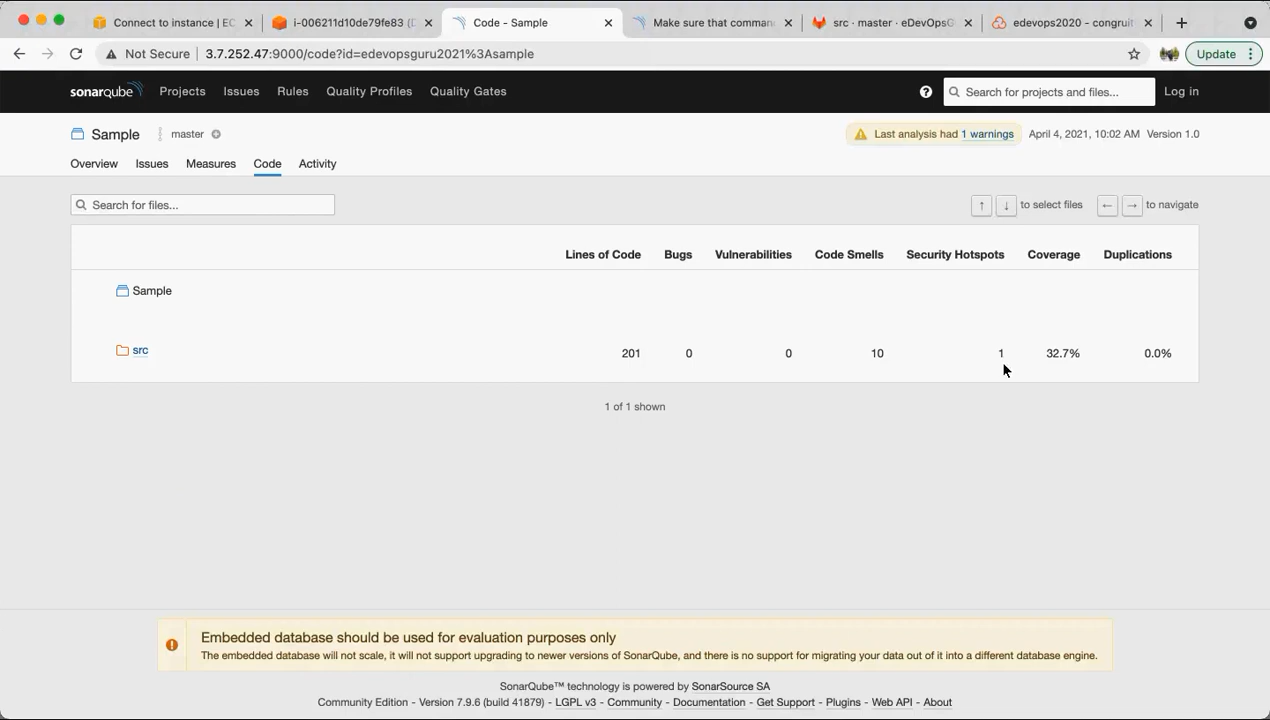 Connect to instance | EC
i-006211d10de79fe83 (D
Code - Sample
Make sure that comman
src · master · eDevOpsG
edevops2020 - congruit
Not Secure 3.7.252.47:9000/code?id=edevopsguru2021%3Asample
Update
sonarqube Projects Issues Rules Quality Profiles Quality Gates
Search for projects and files... Log in
Sample master
Last analysis had 1 warnings April 4, 2021, 10:02 AM Version 1.0
Overview Issues Measures Code Activity
Search for files...
↑ ↓ to select files ← → to navigate
Lines of Code Bugs Vulnerabilities Code Smells Security Hotspots Coverage Duplications
Sample
src 201 0 0 10 1 32.7% 0.0%
1 of 1 shown
Embedded database should be used for evaluation purposes only
The embedded database will not scale, it will not support upgrading to newer versions of SonarQube, and there is no support for migrating your data out of it into a different database engine.
SonarQube™ technology is powered by SonarSource SA
Community Edition - Version 7.9.6 (build 41879) - LGPL v3 - Community - Documentation - Get Support - Plugins - Web API - About